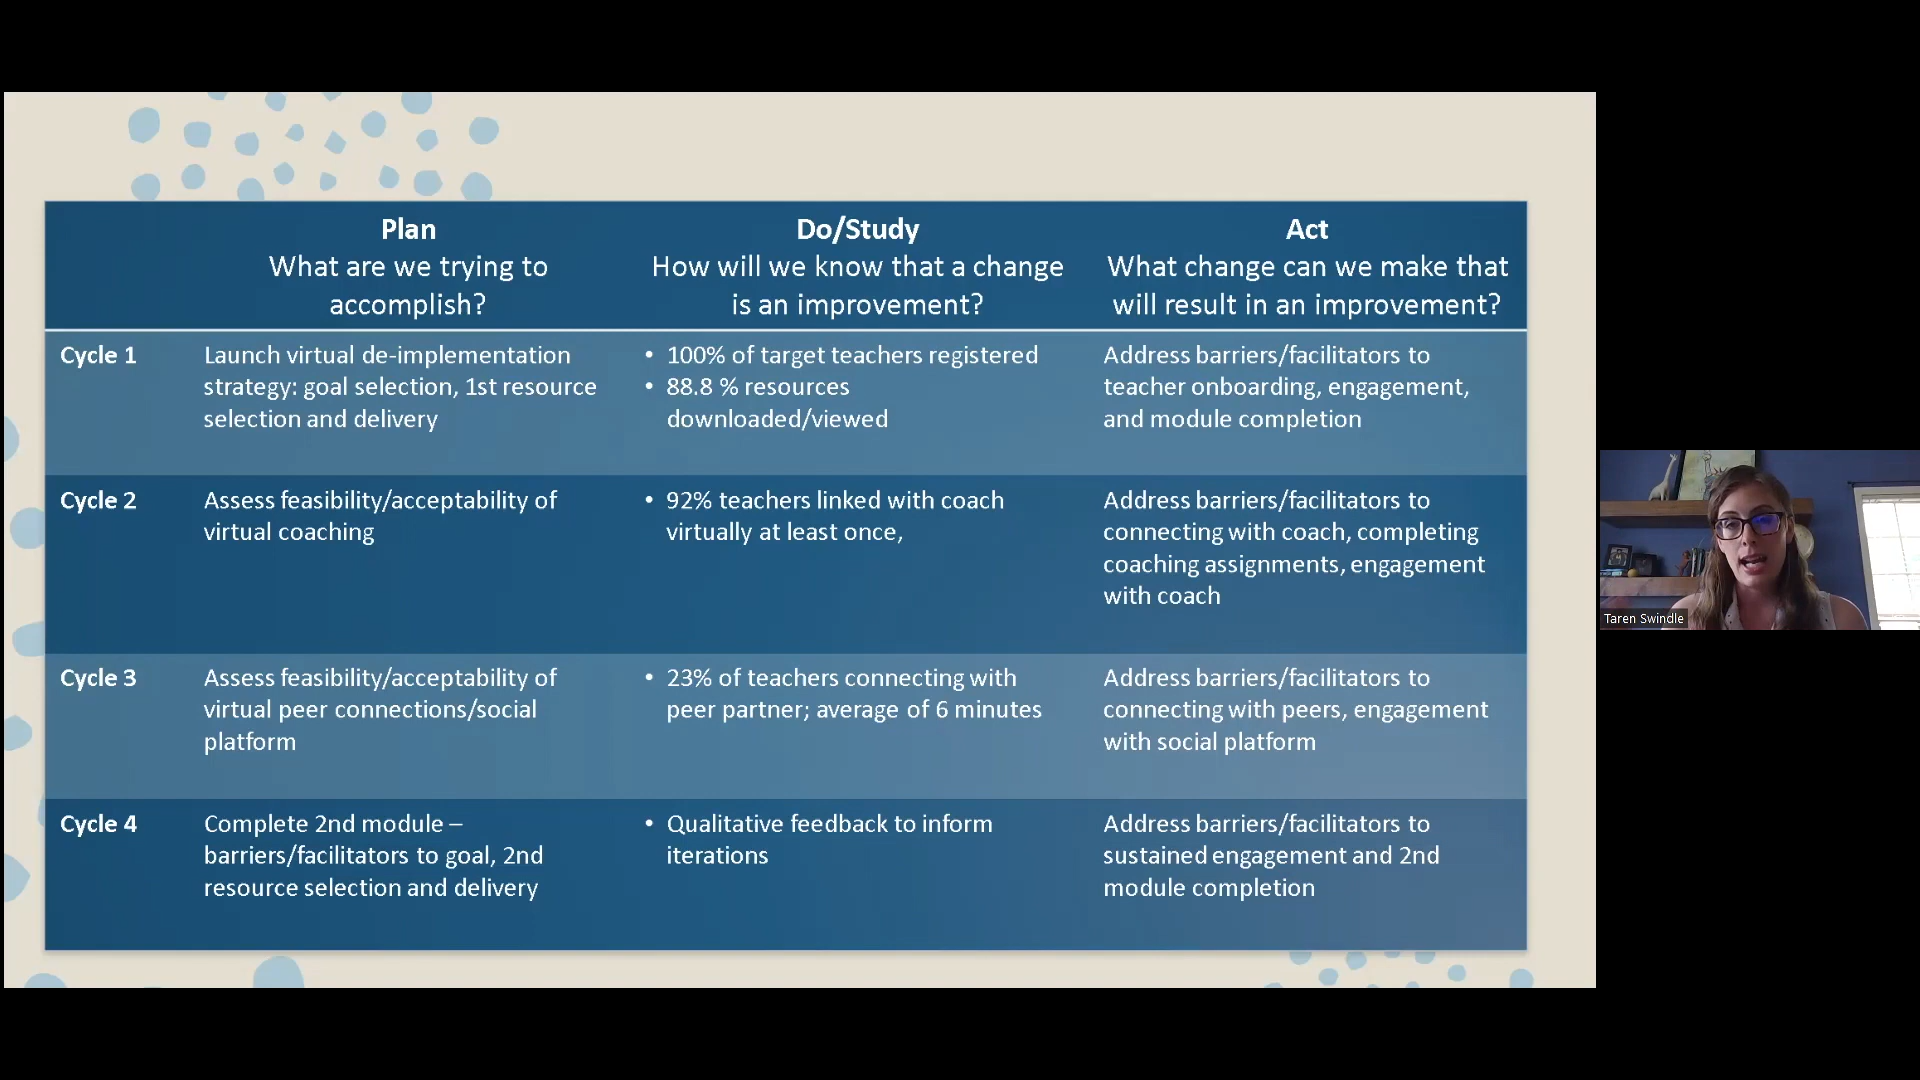 Plan
What are we trying to
accomplish?
Do/Study
How will we know that a change
is an improvement?
Act
What change can we make that
will result in an improvement?
Cycle 1
Launch virtual de-implementation
strategy: goal selection, 1st resource
selection and delivery
• 100% of target teachers registered
• 88.8 % resources
downloaded/viewed
Address barriers/facilitators to
teacher onboarding, engagement,
and module completion
Cycle 2
Assess feasibility/acceptability of
virtual coaching
• 92% teachers linked with coach
virtually at least once,
Address barriers/facilitators to
connecting with coach, completing
coaching assignments, engagement
with coach
Cycle 3
Assess feasibility/acceptability of
virtual peer connections/social
platform
• 23% of teachers connecting with
peer partner; average of 6 minutes
Address barriers/facilitators to
connecting with peers, engagement
with social platform
Cycle 4
Complete 2nd module –
barriers/facilitators to goal, 2nd
resource selection and delivery
• Qualitative feedback to inform
iterations
Address barriers/facilitators to
sustained engagement and 2nd
module completion
Taren Swindle